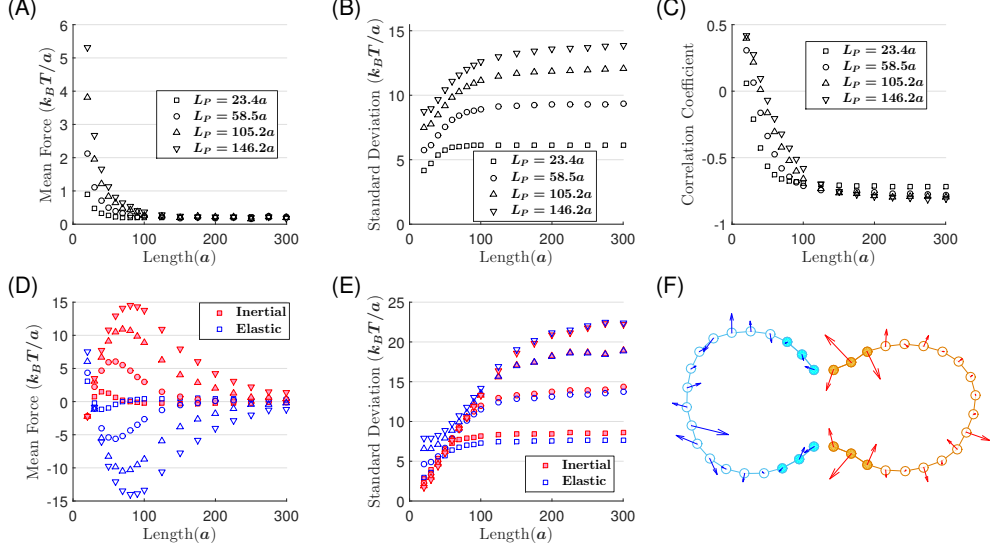 (A)
Mean Force (k_BT/a)
6
5
4
3
2
1
0
0 100 200 300
Length(a)
L_P = 23.4a
L_P = 58.5a
L_P = 105.2a
L_P = 146.2a
(B)
Standard Deviation (k_BT/a)
15
10
5
0
0 100 200 300
Length(a)
L_P = 23.4a
L_P = 58.5a
L_P = 105.2a
L_P = 146.2a
(C)
Correlation Coefficient
0.5
0
-0.5
-1
0 100 200 300
Length(a)
L_P = 23.4a
L_P = 58.5a
L_P = 105.2a
L_P = 146.2a
(D)
Mean Force (k_BT/a)
15
10
5
0
-5
-10
-15
0 100 200 300
Length(a)
Inertial
Elastic
(E)
Standard Deviation (k_BT/a)
25
20
15
10
5
0
0 100 200 300
Length(a)
Inertial
Elastic
(F)